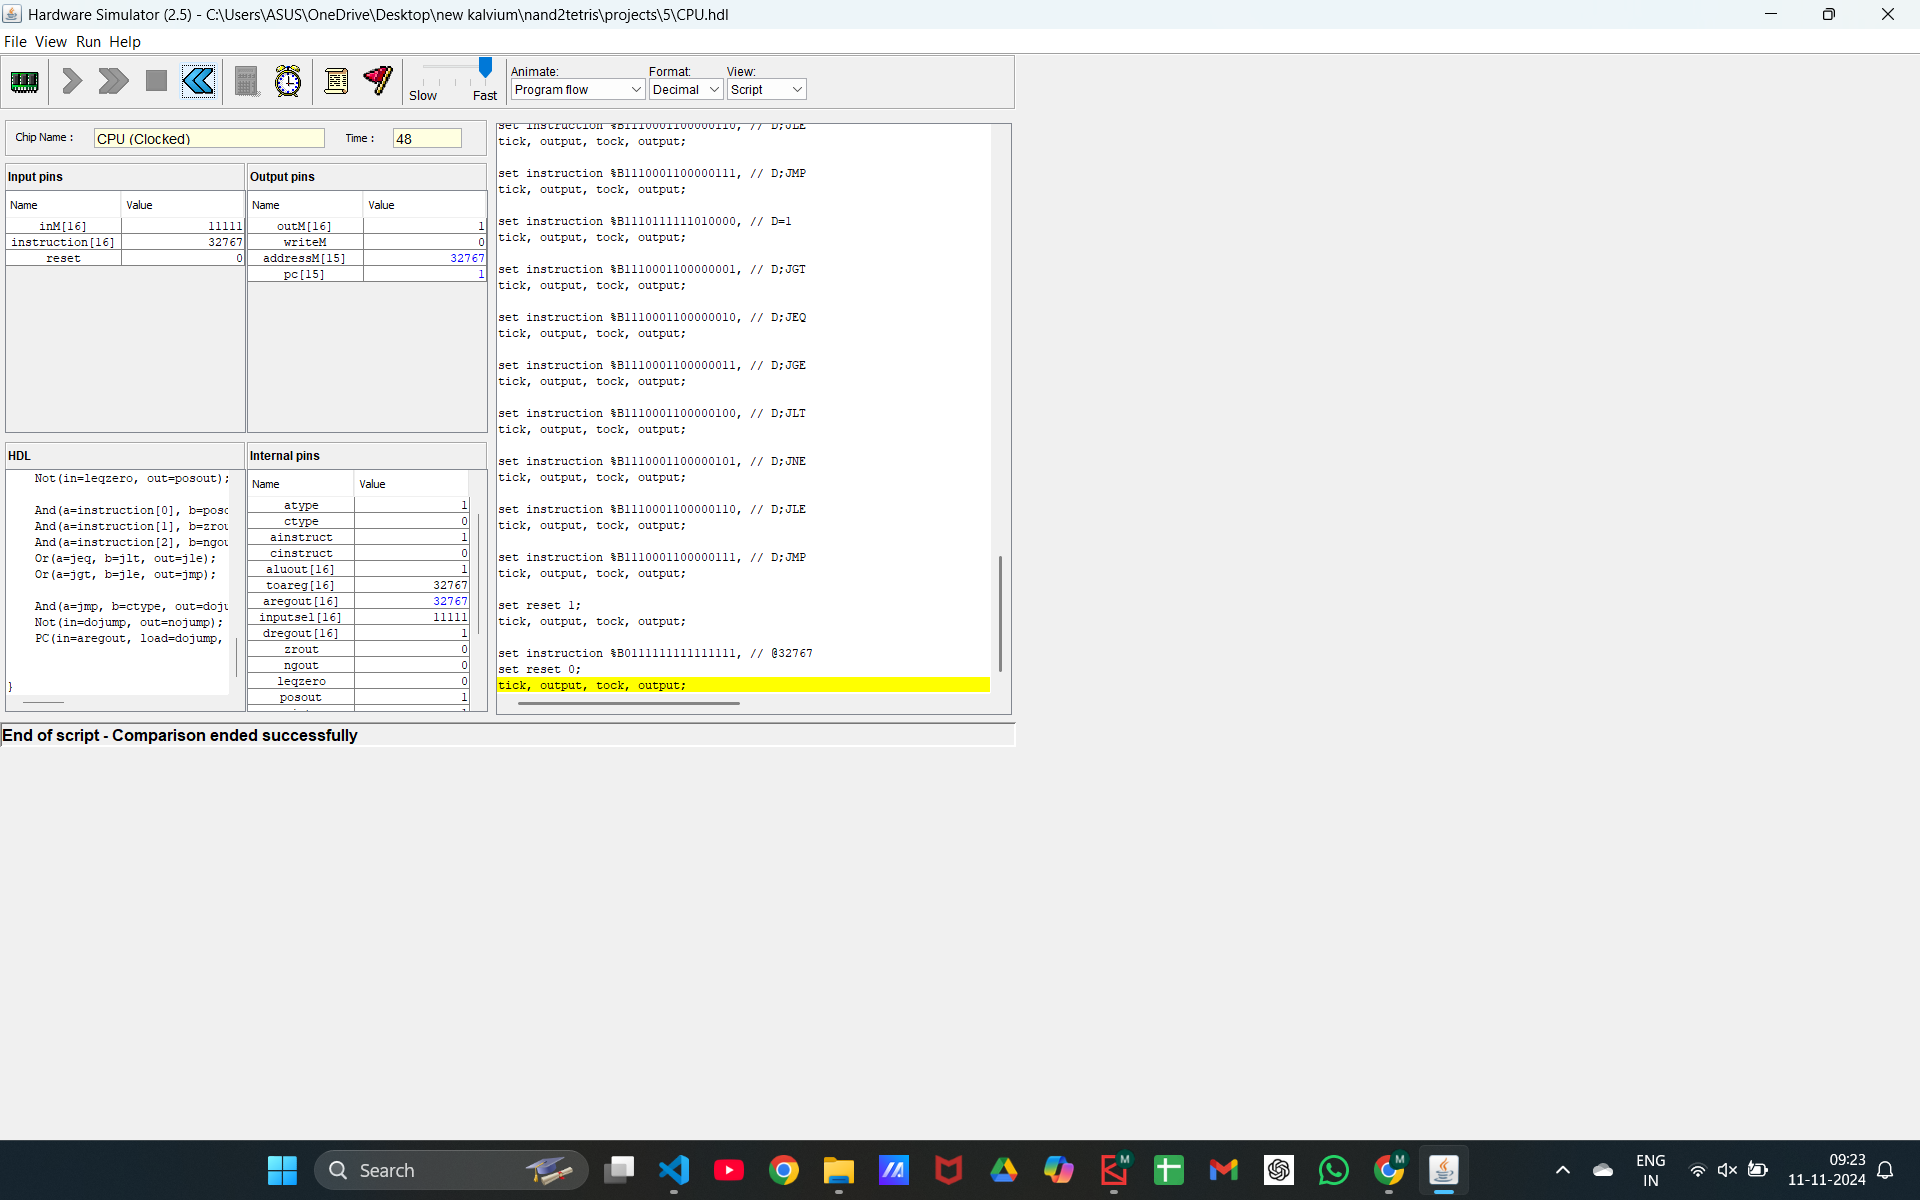 Hardware Simulator (2.5) - C:\Users\ASUS\OneDrive\Desktop\new kalvium\nand2tetris\projects\5\CPU.hdl
File View Run Help
Slow Fast
Animate: Format: View:
Program flow Decimal Script
Chip Name : CPU (Clocked) Time : 48
Input pins
Name Value
inM[16] 11111
instruction[16] 32767
reset 0
Output pins
Name Value
outM[16] 1
writeM 0
addressM[15] 32767
pc[15] 1
HDL
Not(in=leqzero, out=posout);
And(a=instruction[0], b=poso
And(a=instruction[1], b=zrou
And(a=instruction[2], b=ngou
Or(a=jeq, b=jlt, out=jle);
Or(a=jgt, b=jle, out=jmp);
And(a=jmp, b=ctype, out=doju
Not(in=dojump, out=nojump);
PC(in=aregout, load=dojump,
}
Internal pins
Name Value
atype 1
ctype 0
ainstruct 1
cinstruct 0
aluout[16] 1
toareg[16] 32767
aregout[16] 32767
inputsel[16] 11111
dregout[16] 1
zrout 0
ngout 0
leqzero 0
posout 1
set instruction %B1110001100000110, // D;JLE
tick, output, tock, output;
set instruction %B1110001100000111, // D;JMP
tick, output, tock, output;
set instruction %B1110111111010000, // D=1
tick, output, tock, output;
set instruction %B1110001100000001, // D;JGT
tick, output, tock, output;
set instruction %B1110001100000010, // D;JEQ
tick, output, tock, output;
set instruction %B1110001100000011, // D;JGE
tick, output, tock, output;
set instruction %B1110001100000100, // D;JLT
tick, output, tock, output;
set instruction %B1110001100000101, // D;JNE
tick, output, tock, output;
set instruction %B1110001100000110, // D;JLE
tick, output, tock, output;
set instruction %B1110001100000111, // D;JMP
tick, output, tock, output;
set reset 1;
tick, output, tock, output;
set instruction %B0111111111111111, // @32767
set reset 0;
tick, output, tock, output;
End of script - Comparison ended successfully
Search
M
M
ENG
IN
09:23
11-11-2024